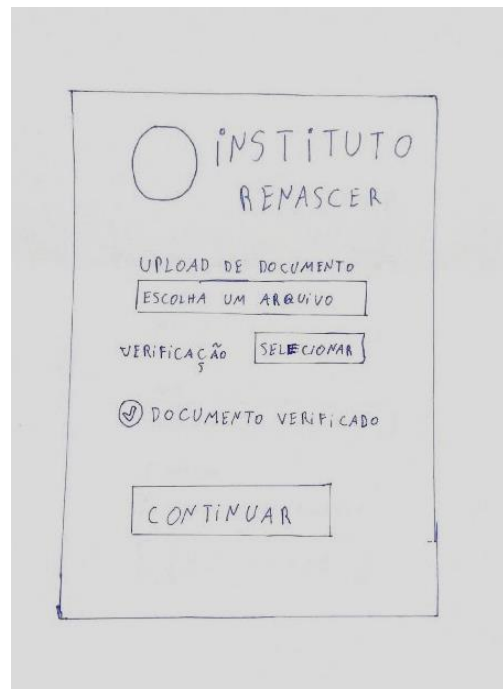 INSTITUTO
RENASCER
UPLOAD DE DOCUMENTO
ESCOLHA UM ARQUIVO
VERIFICAÇÃO SELECIONAR
DOCUMENTO VERIFICADO
CONTINUAR